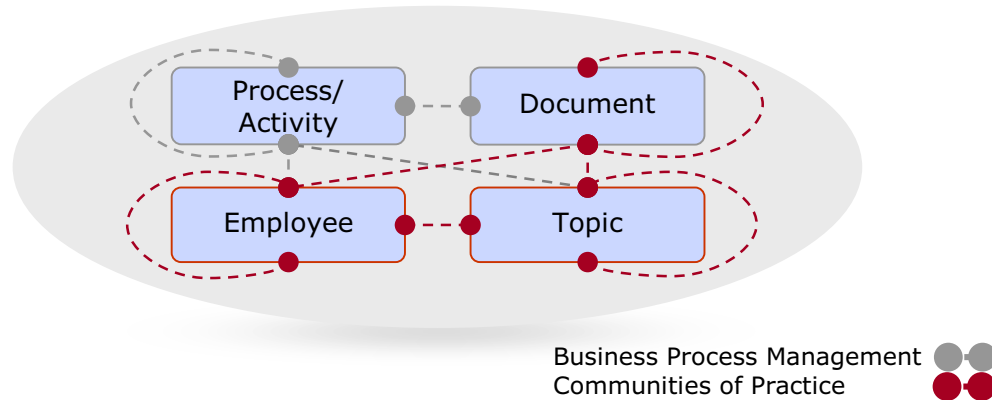 Process/
Activity
Document
Employee
Topic
Business Process Management
Communities of Practice